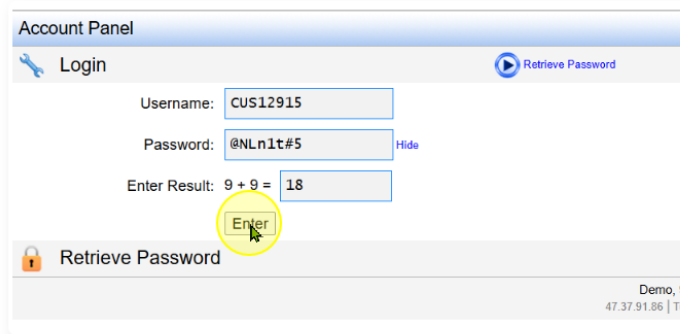 Account Panel
Login Retrieve Password
Username: CUS12915
Password: @NLn1t#5 Hide
Enter Result: 9 + 9 = 18
Enter
Retrieve Password
Demo,
47.37.91.86 |